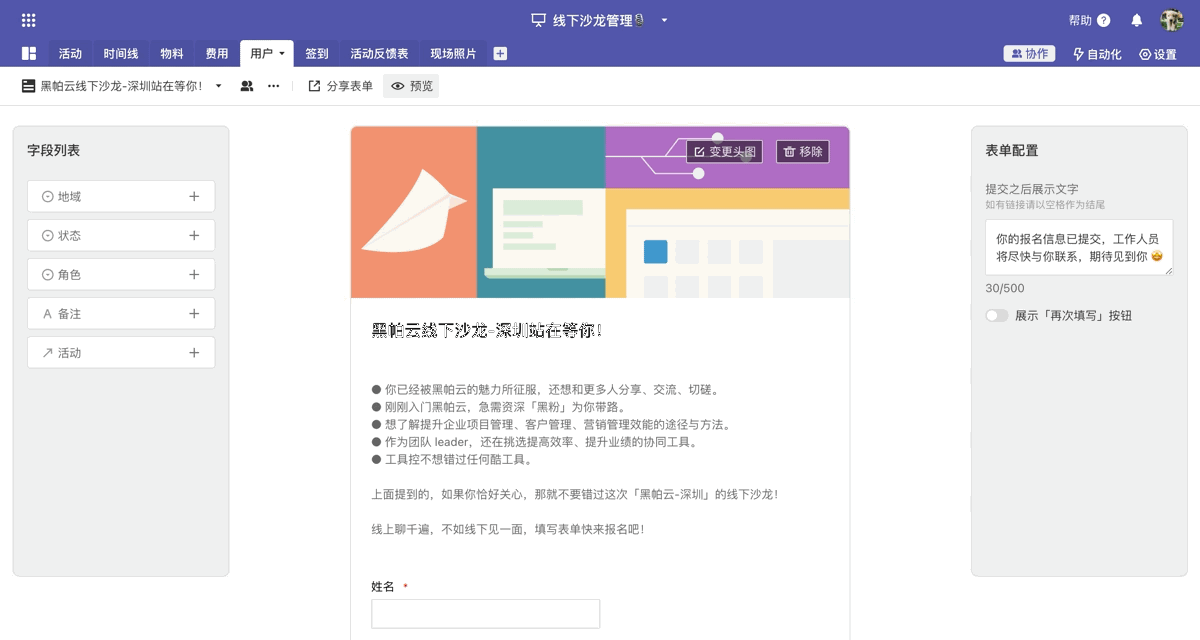 线下沙龙管理
帮助
活动 时间线 物料 费用 用户 签到 活动反馈表 现场照片
协作 自动化 设置
黑帕云线下沙龙-深圳站在等你!
分享表单 预览
字段列表
地域
状态
角色
A 备注
活动
变更头图 移除
黑帕云线下沙龙-深圳站在等你!
● 你已经被黑帕云的魅力所征服，还想和更多人分享、交流、切磋。
● 刚刚入门黑帕云，急需资深「黑粉」为你带路。
● 想了解提升企业项目管理、客户管理、营销管理效能的途径与方法。
● 作为团队 leader，还在挑选提高效率、提升业绩的协同工具。
● 工具控不想错过任何酷工具。
上面提到的，如果你恰好关心，那就不要错过这次「黑帕云-深圳」的线下沙龙！
线上聊千遍，不如线下见一面，填写表单快来报名吧！
姓名 *
表单配置
提交之后展示文字
如有链接请以空格作为结尾
你的报名信息已提交，工作人员
将尽快与你联系，期待见到你 🤩
30/500
展示「再次填写」按钮